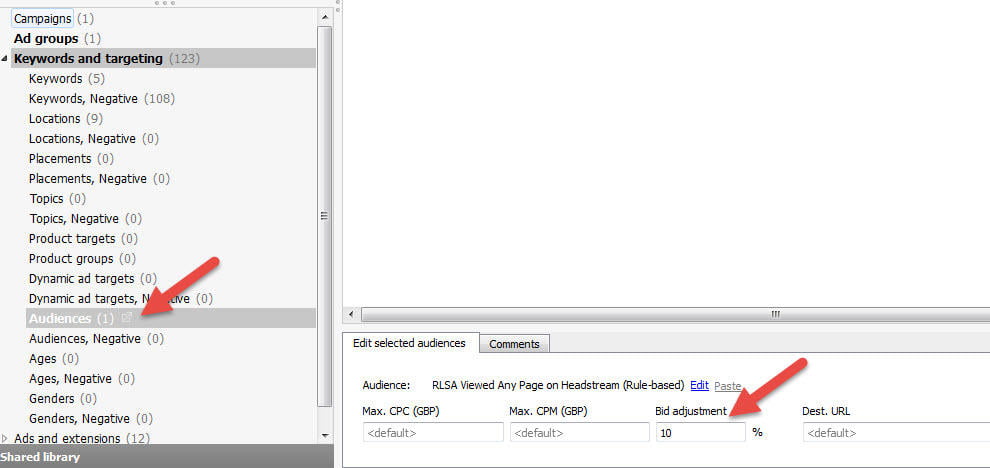 Campaigns (1)
Ad groups (1)
Keywords and targeting (123)
Keywords (5)
Keywords, Negative (108)
Locations (9)
Locations, Negative (0)
Placements (0)
Placements, Negative (0)
Topics (0)
Topics, Negative (0)
Product targets (0)
Product groups (0)
Dynamic ad targets (0)
Dynamic ad targets, N ative (0)
Audiences (1)
Audiences, Negative (0)
Ages (0)
Ages, Negative (0)
Genders (0)
Genders, Negative (0)
Ads and extensions (12)
Shared library
Edit selected audiences Comments
Audience: RLSA Viewed Any Page on Headstream (Rule-based) Edit Paste
Max. CPC (GBP) Max. CPM (GBP) Bid adjustment Dest. URL
<default> <default> 10 % <default>